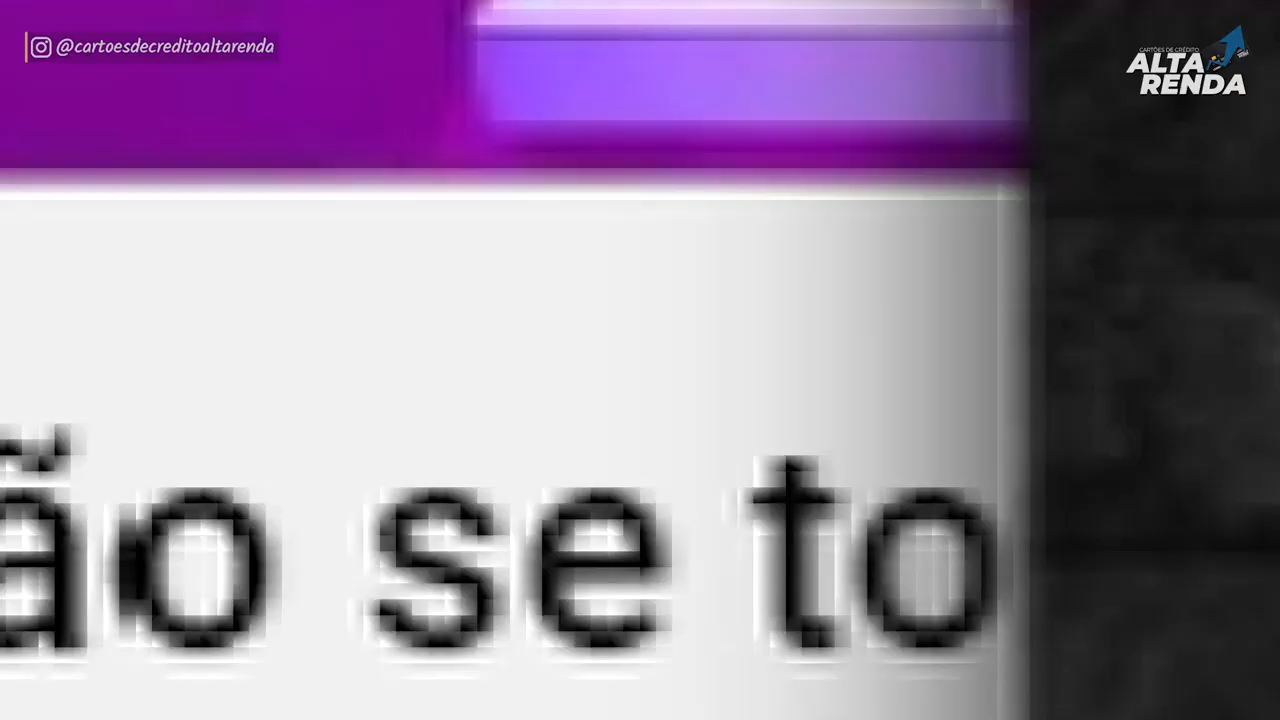 @cartoesdecreditoaltarenda
CARTÕES DE CRÉDITO
ALTA
RENDA
ão se to